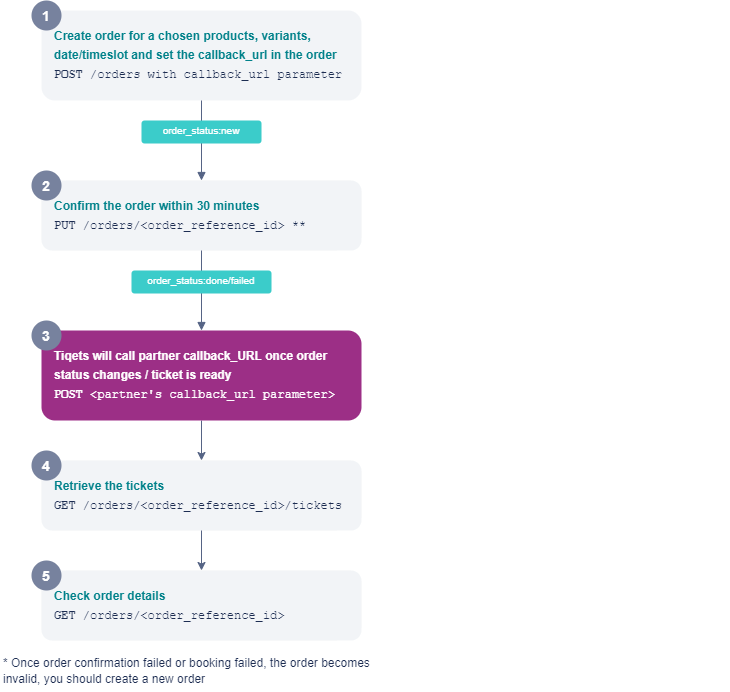 1
Create order for a chosen products, variants,
date/timeslot and set the callback_url in the order
POST /orders with callback_url parameter
order_status:new
2
Confirm the order within 30 minutes
PUT /orders/<order_reference_id> **
order_status:done/failed
3
Tiqets will call partner callback_URL once order
status changes / ticket is ready
POST <partner's callback_url parameter>
4
Retrieve the tickets
GET /orders/<order_reference_id>/tickets
5
Check order details
GET /orders/<order_reference_id>
* Once order confirmation failed or booking failed, the order becomes
invalid, you should create a new order